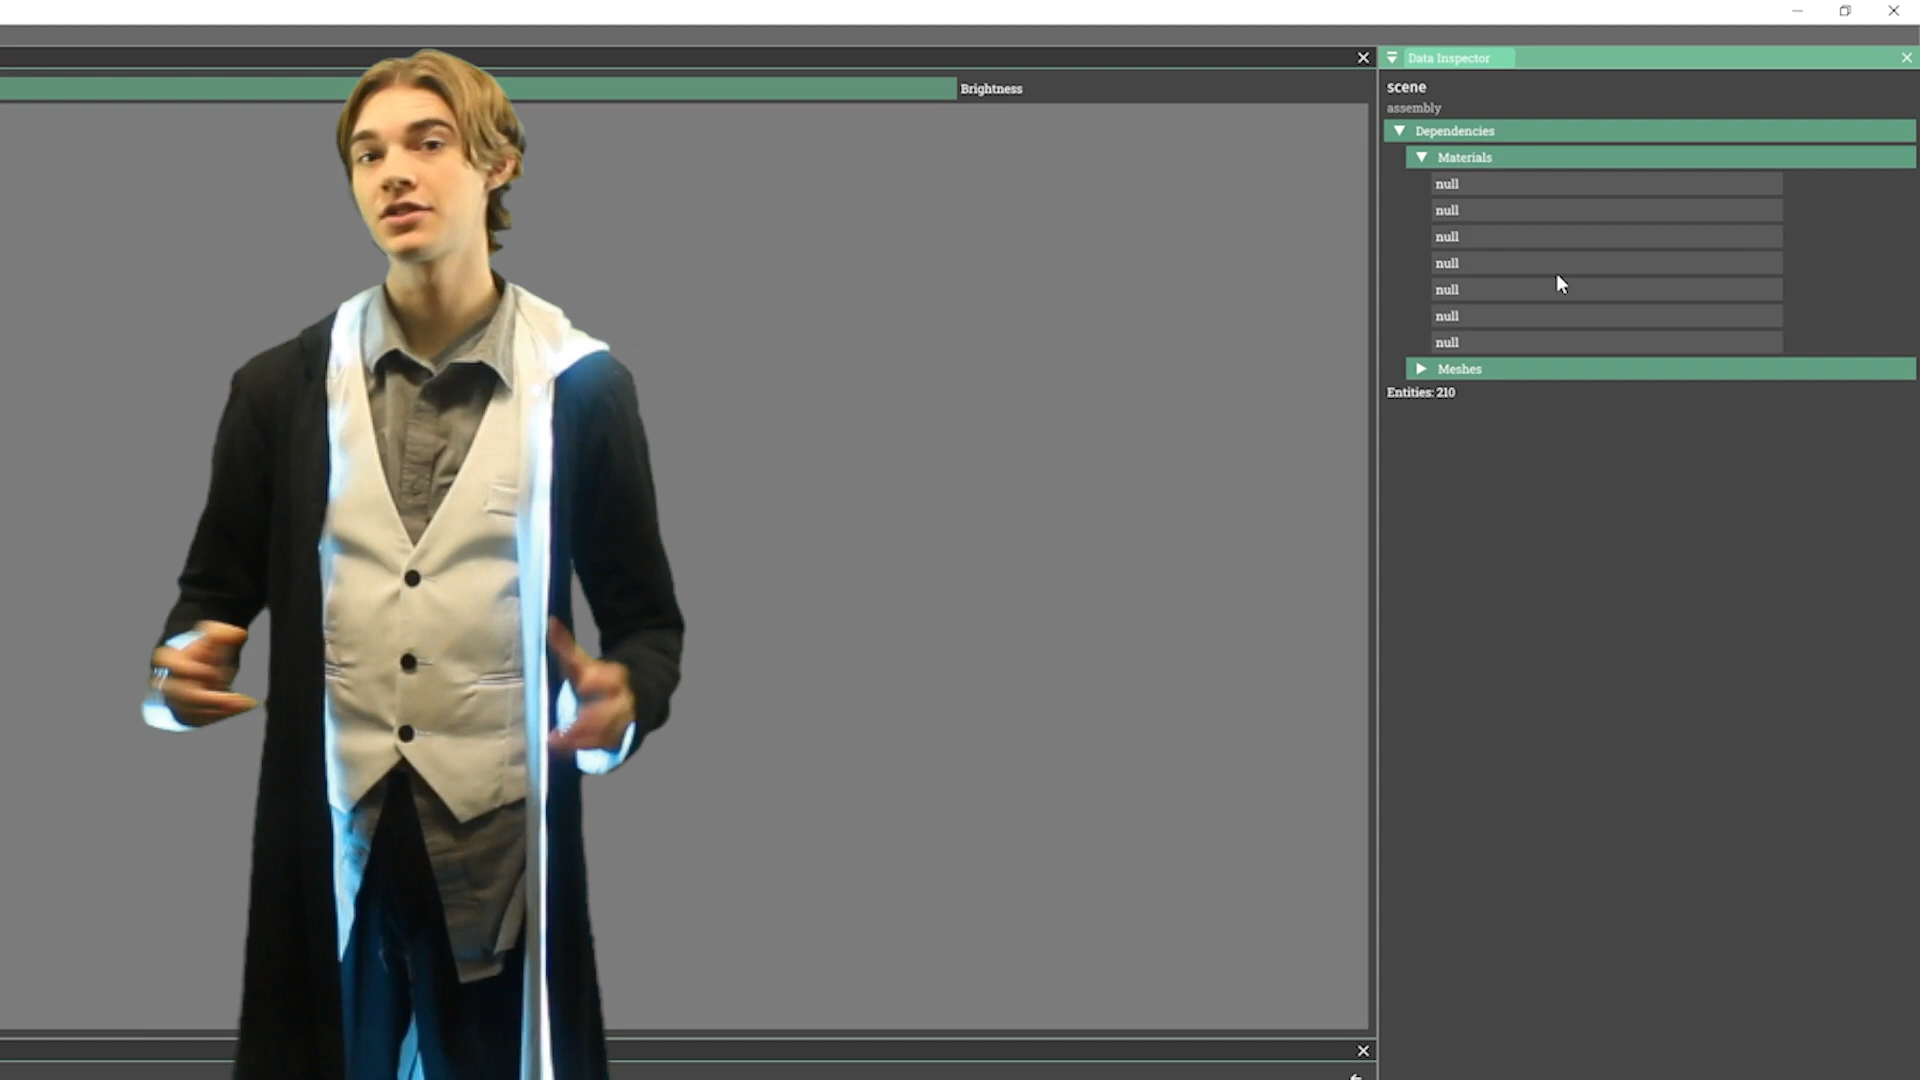 Data Inspector
Brightness
scene
assembly
Dependencies
Materials
null
null
null
null
null
null
null
Meshes
Entities: 210